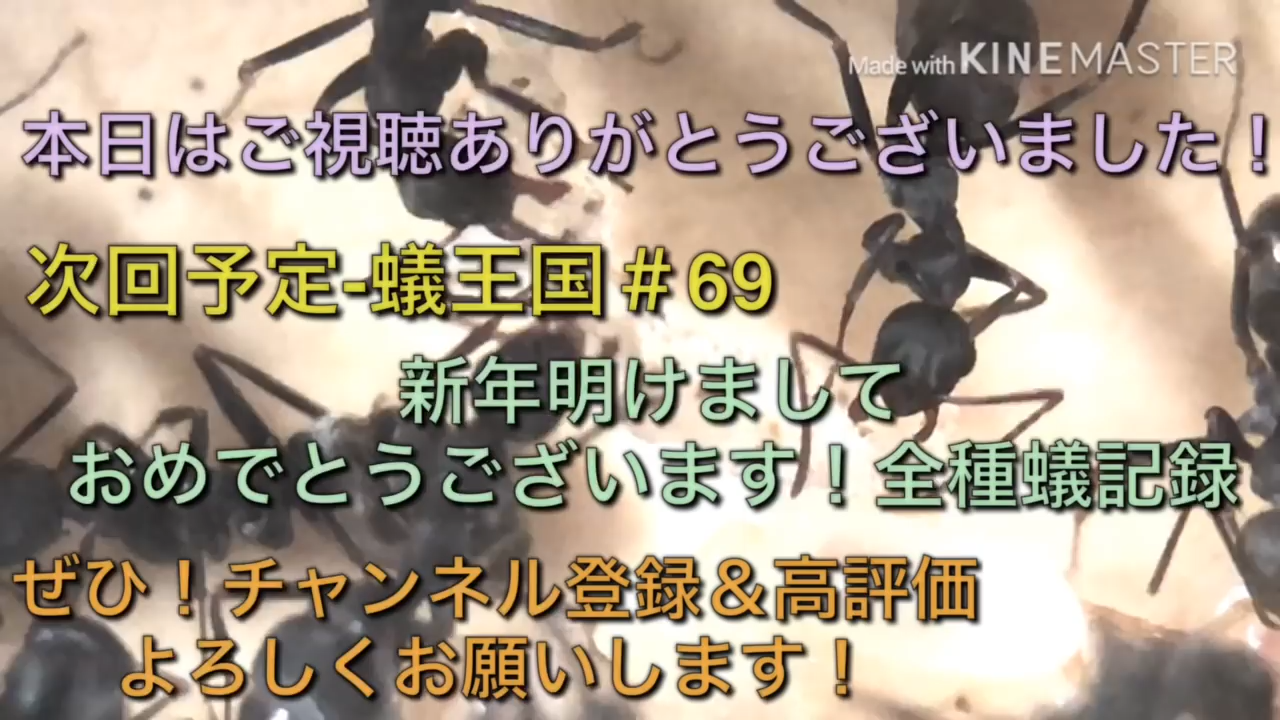 Made with KINEMASTER
本日はご視聴ありがとうございました！
次回予定-蟻王国＃69
新年明けまして
おめでとうございます！全種蟻記録
ぜひ！チャンネル登録＆高評価
よろしくお願いします！